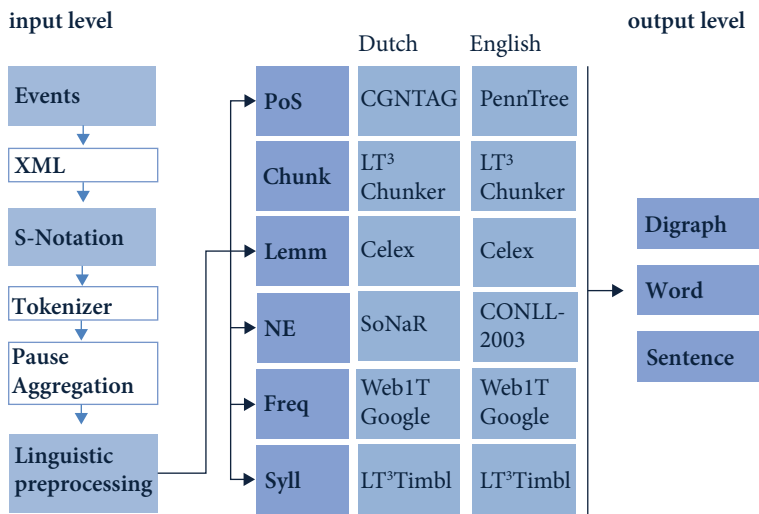 input level
Dutch English
output level
Events
XML
S-Notation
Tokenizer
Pause
Aggregation
Linguistic
preprocessing
PoS CGNTAG PennTree
Chunk LT³ Chunker LT³ Chunker
Lemm Celex Celex
NE SoNaR CONLL-2003
Freq Web1T Google Web1T Google
Syll LT³Timbl LT³Timbl
Digraph
Word
Sentence